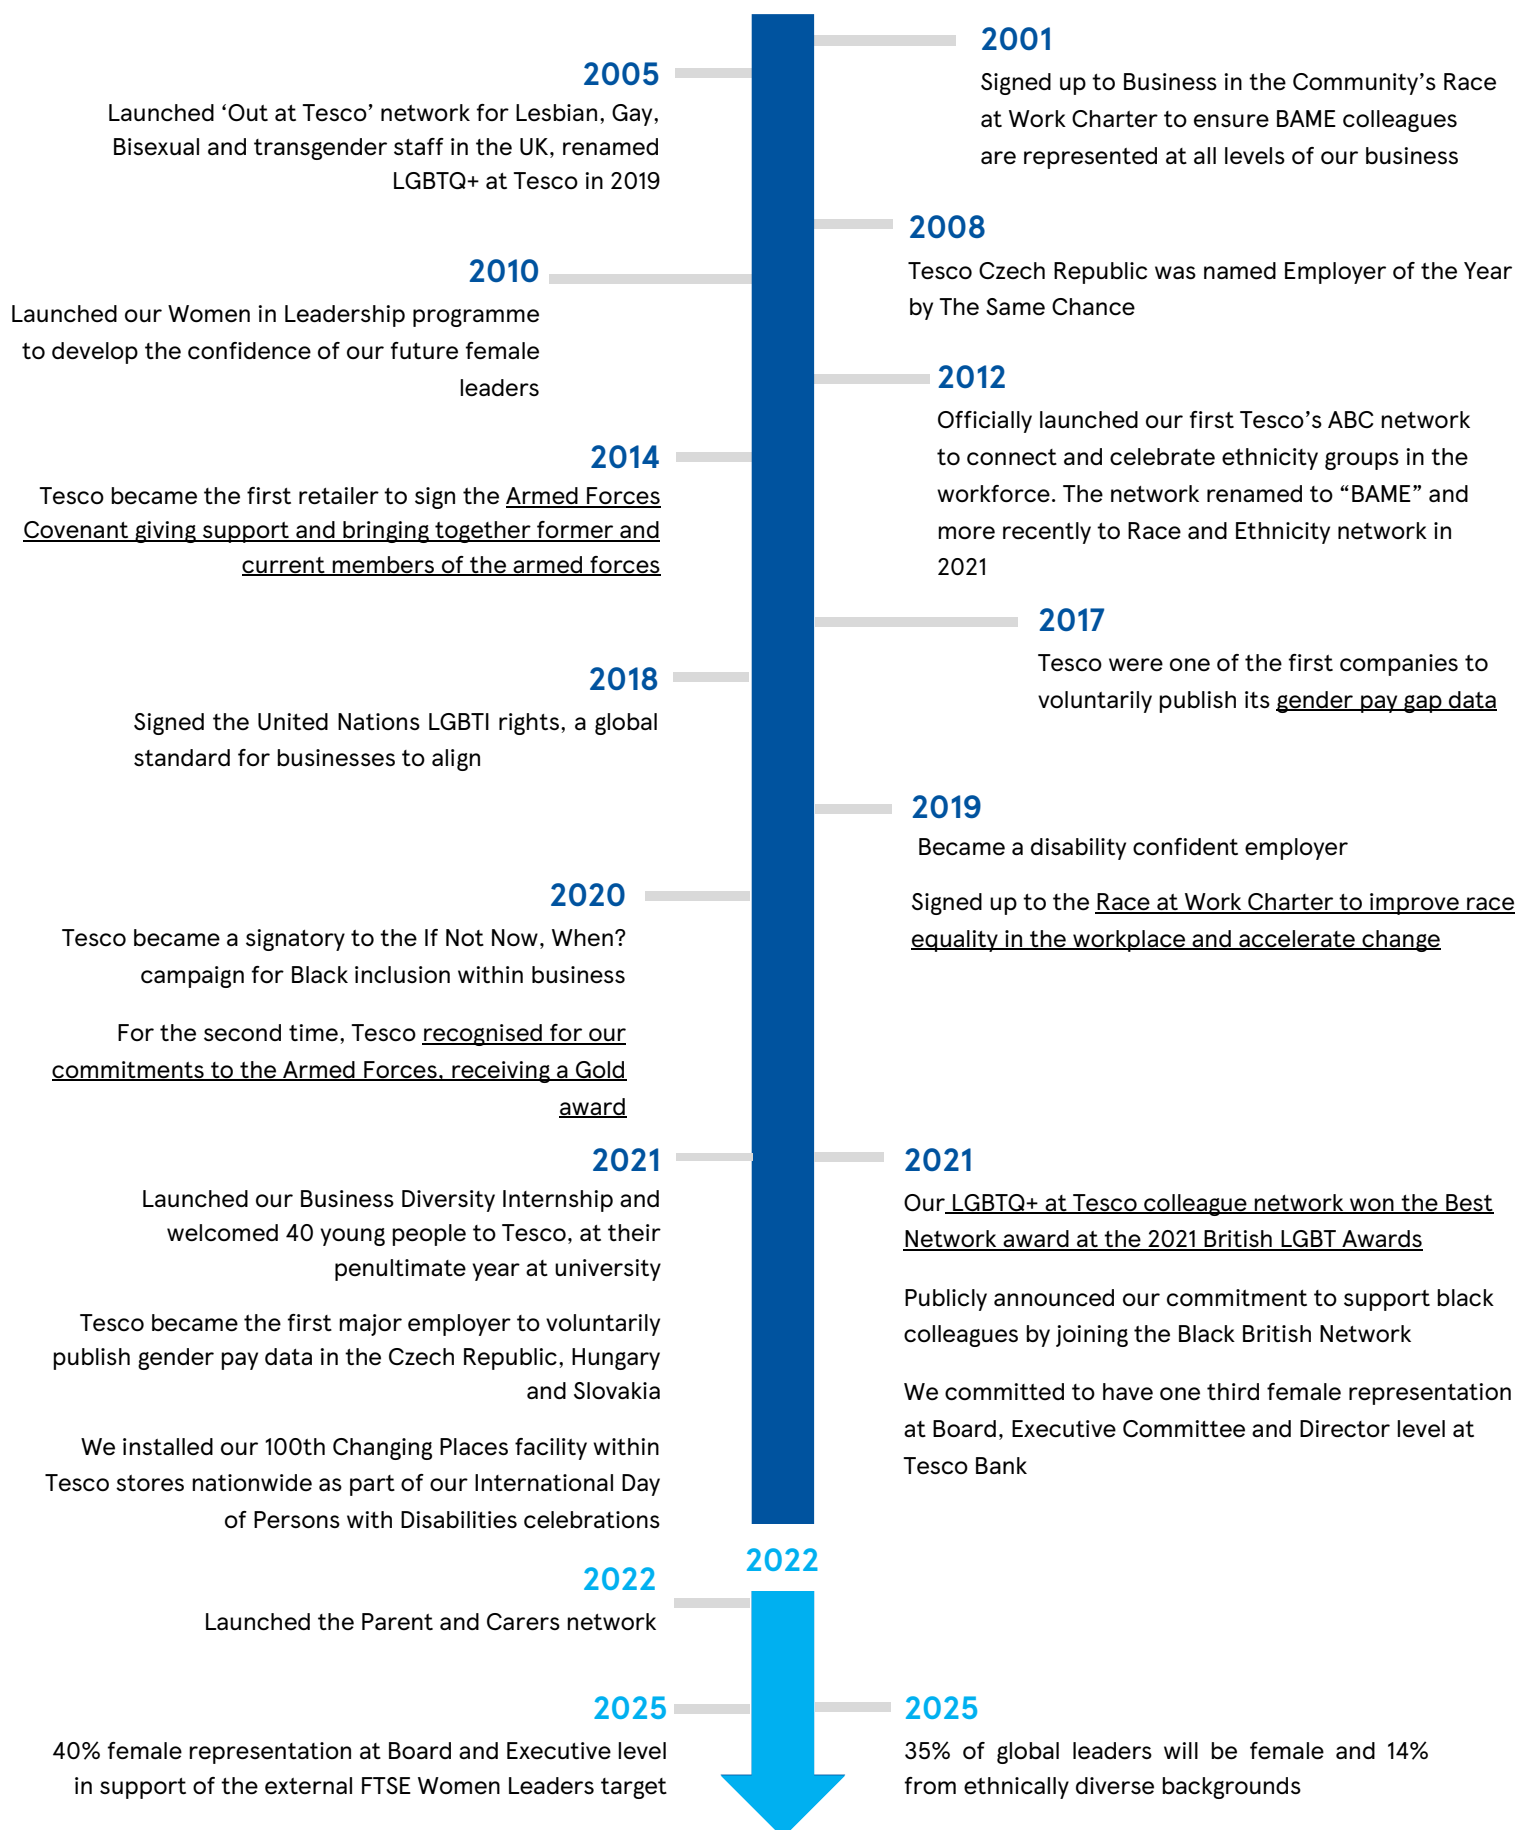 2001
Signed up to Business in the Community’s Race
at Work Charter to ensure BAME colleagues
are represented at all levels of our business
2005
Launched ‘Out at Tesco’ network for Lesbian, Gay,
Bisexual and transgender staff in the UK, renamed
LGBTQ+ at Tesco in 2019
2008
Tesco Czech Republic was named Employer of the Year
by The Same Chance
2010
Launched our Women in Leadership programme
to develop the confidence of our future female
leaders
2012
Officially launched our first Tesco’s ABC network
to connect and celebrate ethnicity groups in the
workforce. The network renamed to “BAME” and
more recently to Race and Ethnicity network in
2021
2014
Tesco became the first retailer to sign the Armed Forces
Covenant giving support and bringing together former and
current members of the armed forces
2017
Tesco were one of the first companies to
voluntarily publish its gender pay gap data
2018
Signed the United Nations LGBTI rights, a global
standard for businesses to align
2019
Became a disability confident employer
Signed up to the Race at Work Charter to improve race
equality in the workplace and accelerate change
2020
Tesco became a signatory to the If Not Now, When?
campaign for Black inclusion within business
For the second time, Tesco recognised for our
commitments to the Armed Forces, receiving a Gold
award
2021
Launched our Business Diversity Internship and
welcomed 40 young people to Tesco, at their
penultimate year at university
Tesco became the first major employer to voluntarily
publish gender pay data in the Czech Republic, Hungary
and Slovakia
We installed our 100th Changing Places facility within
Tesco stores nationwide as part of our International Day
of Persons with Disabilities celebrations
2021
Our LGBTQ+ at Tesco colleague network won the Best
Network award at the 2021 British LGBT Awards
Publicly announced our commitment to support black
colleagues by joining the Black British Network
We committed to have one third female representation
at Board, Executive Committee and Director level at
Tesco Bank
2022
2022
Launched the Parent and Carers network
2025
40% female representation at Board and Executive level
in support of the external FTSE Women Leaders target
2025
35% of global leaders will be female and 14%
from ethnically diverse backgrounds